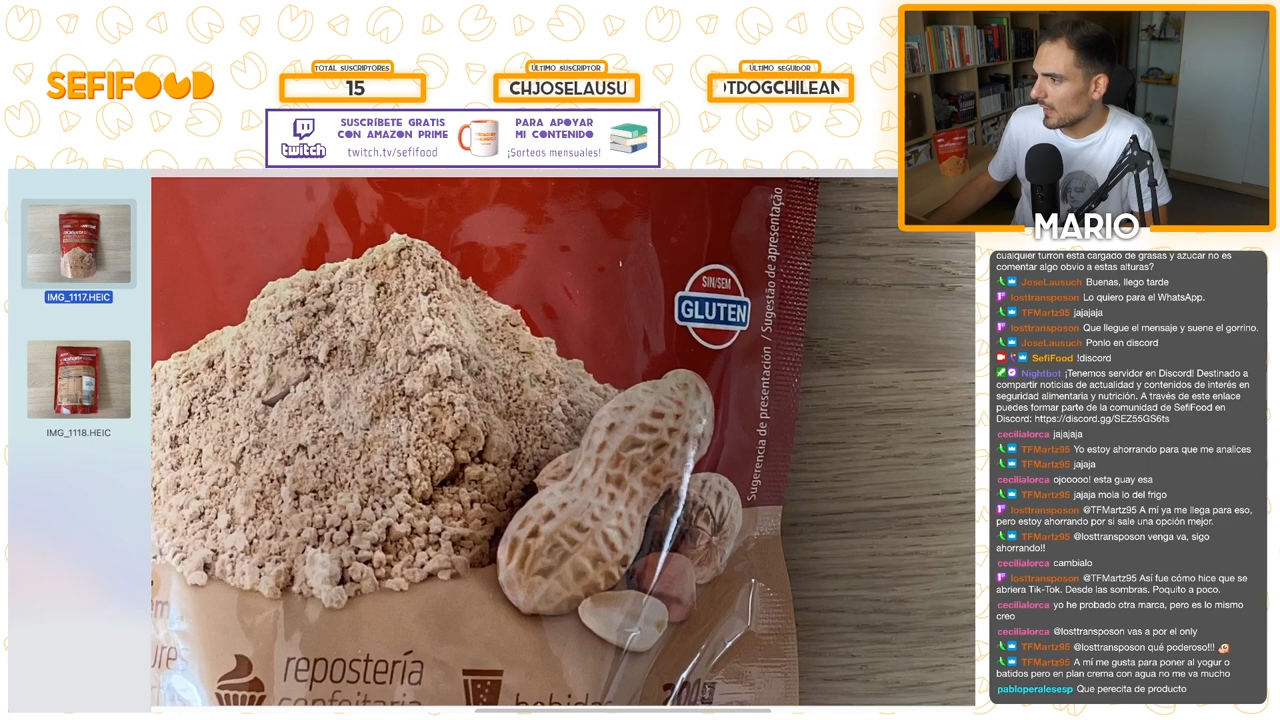 SEFIFOOD
TOTAL SUSCRIPTORES
15
ÚLTIMO SUSCRIPTOR
CHJOSELAUSU
ÚLTIMO SEGUIDOR
OTDOGCHILEAN
SUSCRÍBETE GRATIS
CON AMAZON PRIME
twitch.tv/sefifood
twitch
PARA APOYAR
MI CONTENIDO
¡Sorteos mensuales!
IMG_1117.HEIC
IMG_1118.HEIC
SIN/SEM
GLUTEN
Sugerencia de presentación / Sugestão de apresentação
repostería
confeitaria
bebidas
MARIO
cualquier turron esta cargado de grasas y azucar no es
comentar algo obvio a estas alturas?
JoseLausuch Buenas, llego tarde
losttransposon Lo quiero para el WhatsApp.
TFMartz95 jajajaja
losttransposon Que llegue el mensaje y suene el gorrino.
JoseLausuch Ponlo en discord
SefiFood !discord
Nightbot ¡Tenemos servidor en Discord! Destinado a
compartir noticias de actualidad y contenidos de interés en
seguridad alimentaria y nutrición. A través de este enlace
puedes formar parte de la comunidad de SefiFood en
Discord: https://discord.gg/SEZ55GS6ts
cecilialorca jajajaja
TFMartz95 Yo estoy ahorrando para que me analices
TFMartz95 jajaja
cecilialorca ojooooo! esta guay esa
TFMartz95 jajaja mola lo del frigo
losttransposon @TFMartz95 A mí ya me llega para eso,
pero estoy ahorrando por si sale una opción mejor.
TFMartz95 @losttransposon venga va, sigo
ahorrando!!
cecilialorca cambialo
losttransposon @TFMartz95 Así fue cómo hice que se
abriera Tik-Tok. Desde las sombras. Poquito a poco.
cecilialorca yo he probado otra marca, pero es lo mismo
creo
cecilialorca @losttransposon vas a por el only
TFMartz95 @losttransposon qué poderoso!!!
TFMartz95 A mí me gusta para poner al yogur o
batidos pero en plan crema con agua no me va mucho
pabloperalesesp Que perecita de producto